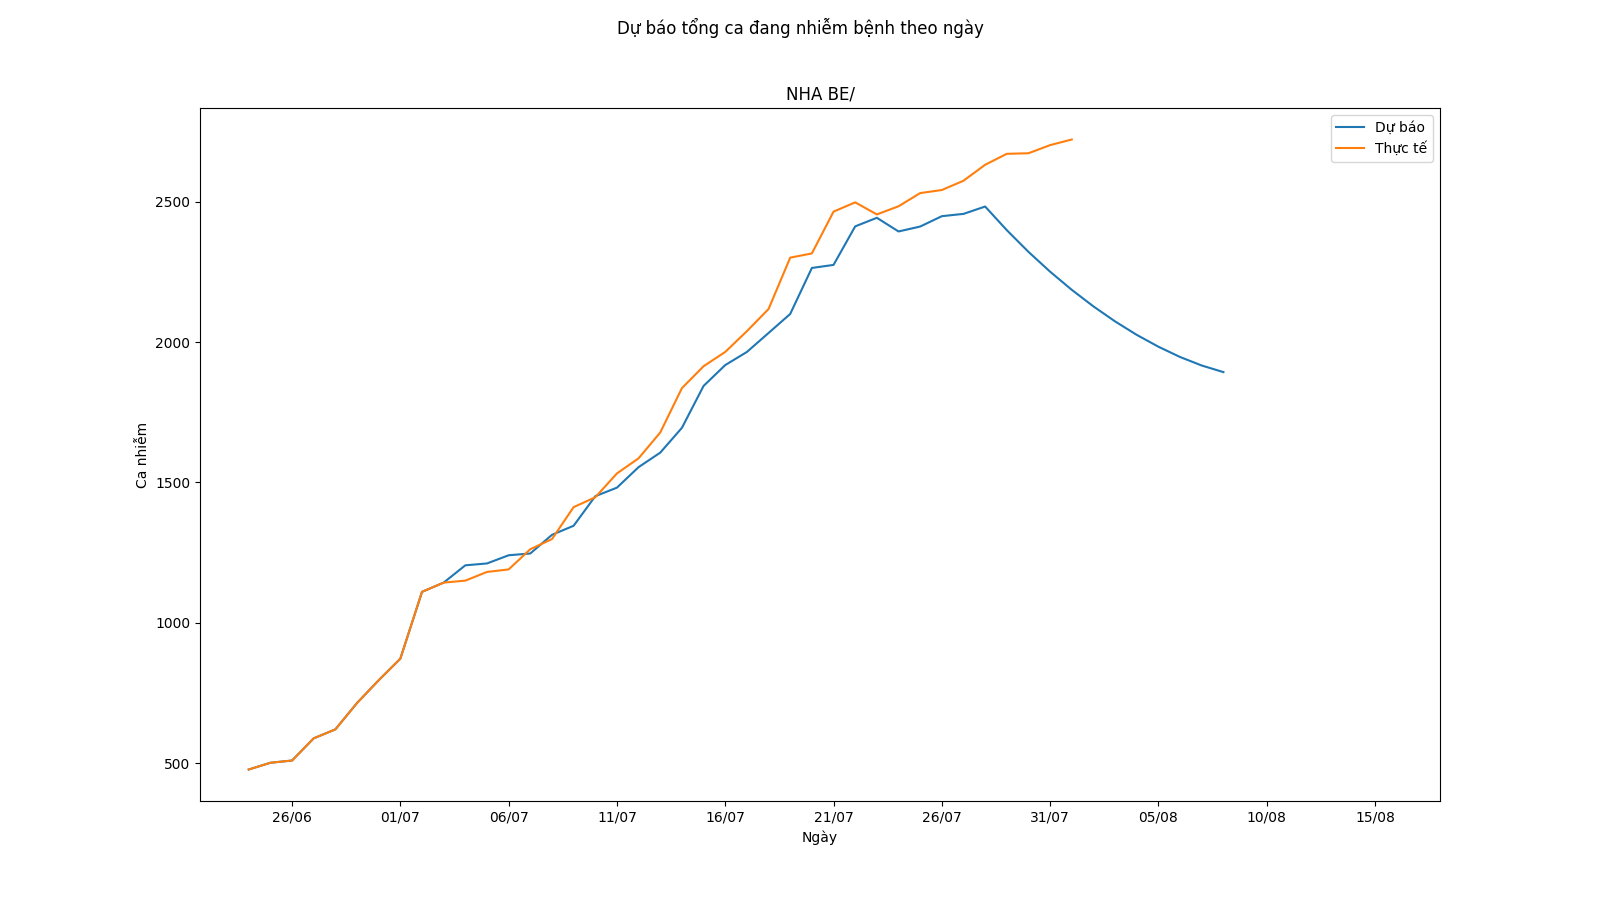 Dự báo tổng ca đang nhiễm bệnh theo ngày
NHA BE/
Dự báo
Thực tế
2500
2000
1500
1000
500
Ca nhiễm
26/06 01/07 06/07 11/07 16/07 21/07 26/07 31/07 05/08 10/08 15/08
Ngày